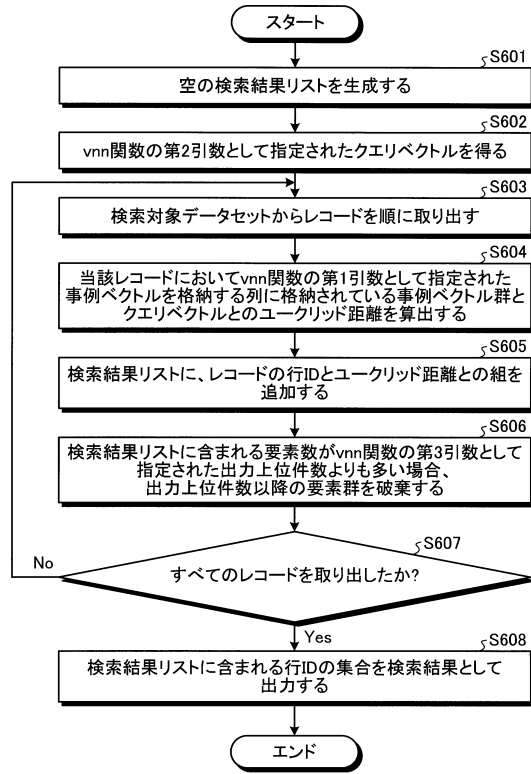 スタート
S601
空の検索結果リストを生成する
S602
vnn関数の第2引数として指定されたクエリベクトルを得る
S603
検索対象データセットからレコードを順に取り出す
S604
当該レコードにおいてvnn関数の第1引数として指定された
事例ベクトルを格納する列に格納されている事例ベクトル群と
クエリベクトルとのユークリッド距離を算出する
S605
検索結果リストに、レコードの行IDとユークリッド距離との組を
追加する
S606
検索結果リストに含まれる要素数がvnn関数の第3引数として
指定された出力上位件数よりも多い場合、
出力上位件数以降の要素群を破棄する
S607
No
すべてのレコードを取り出したか?
Yes
S608
検索結果リストに含まれる行IDの集合を検索結果として
出力する
エンド